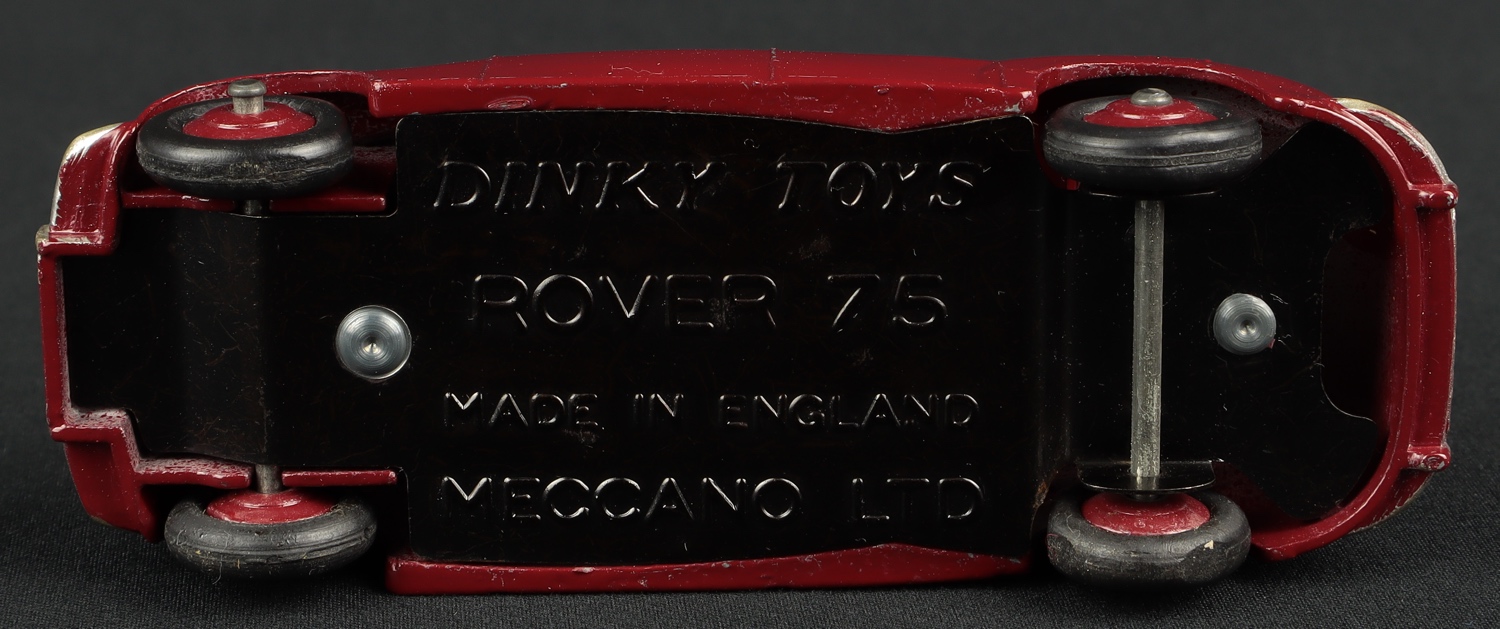 DINKY TOYS
ROVER 75
MADE IN ENGLAND
MECCANO LTD